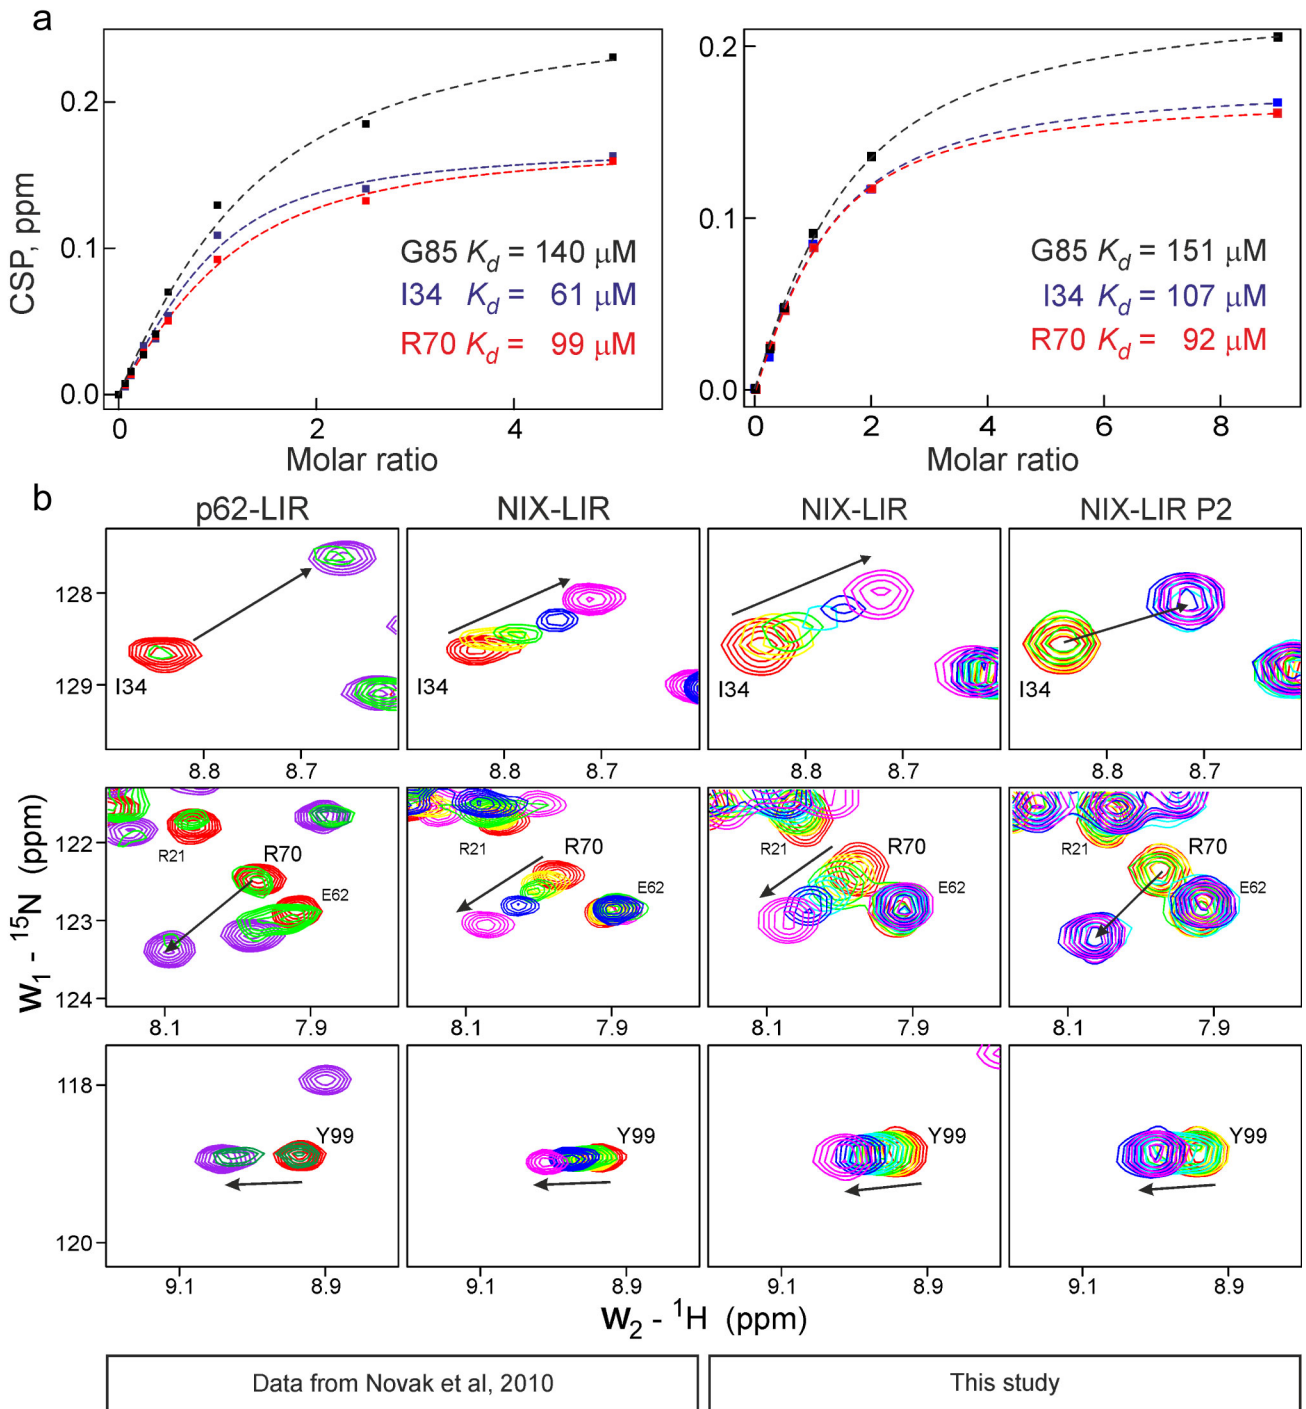 a
CSP, ppm
0.2
0.1
0.0
0 2 4
Molar ratio
G85 Kd = 140 μM
I34 Kd = 61 μM
R70 Kd = 99 μM
0.2
0.1
0.0
0 2 4 6 8
Molar ratio
G85 Kd = 151 μM
I34 Kd = 107 μM
R70 Kd = 92 μM
b
p62-LIR NIX-LIR NIX-LIR NIX-LIR P2
128
129
I34 I34 I34 I34
8.8 8.7 8.8 8.7 8.8 8.7 8.8 8.7
W1 - 15N (ppm)
122
123
124
R21 R70 E62
R21 R70 E62
R21 R70 E62
R21 R70 E62
8.1 7.9 8.1 7.9 8.1 7.9 8.1 7.9
118
120
Y99 Y99 Y99 Y99
9.1 8.9 9.1 8.9 9.1 8.9 9.1 8.9
W2 - 1H (ppm)
Data from Novak et al, 2010
This study